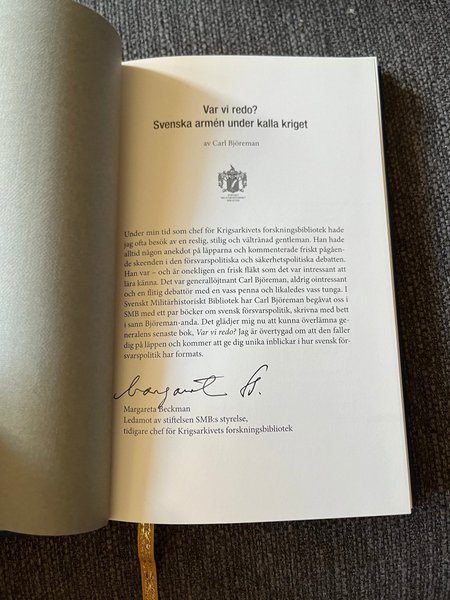 Var vi redo?
Svenska armén under kalla kriget
av Carl Björeman
SVENSKT
MILITÄRHISTORISKT
BIBLIOTEK
Under min tid som chef för Krigsarkivets forskningsbibliotek hade
jag ofta besök av en reslig, stilig och vältränad gentleman. Han hade
alltid någon anekdot på läpparna och kommenterade friskt pågåen-
de skeenden i den försvarspolitiska och säkerhetspolitiska debatten.
Han var – och är onekligen en frisk fläkt som det var intressant att
lära känna. Det var generallöjtnant Carl Björeman, aldrig ointressant
och en flitig debattör med en vass penna och likaledes vass tunga. I
Svenskt Militärhistoriskt Bibliotek har Carl Björeman begåvat oss i
SMB med ett par böcker om svensk försvarspolitik, skrivna med bett
i sann Björeman-anda. Det glädjer mig nu att kunna överlämna ge-
neralens senaste bok, Var vi redo? Jag är övertygad om att den faller
dig på läppen och kommer att ge dig unika inblickar i hur svensk för-
svarspolitik har formats.
Margareta B.
Margareta Beckman
Ledamot av stiftelsen SMB:s styrelse,
tidigare chef för Krigsarkivets forskningsbibliotek